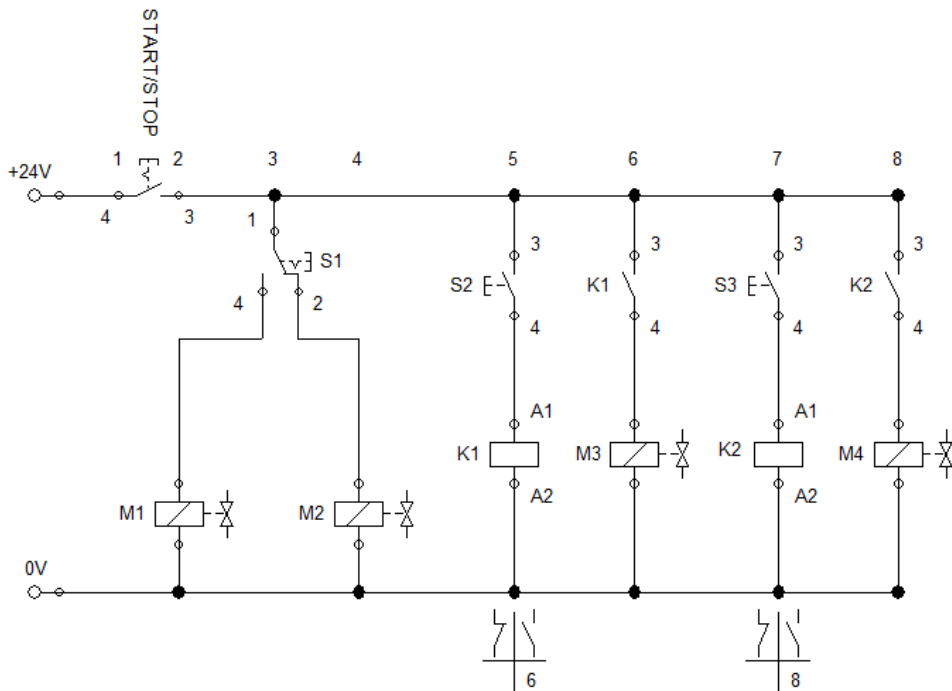 START/STOP
1 2 3 4 5 6 7 8
+24V
4 3 1 3 3 3 3
S1
S2 K1 S3 K2
4 2 4 4 4 4
A1 A1
K1 M3 K2 M4
A2 A2
M1 M2
0V
6 8